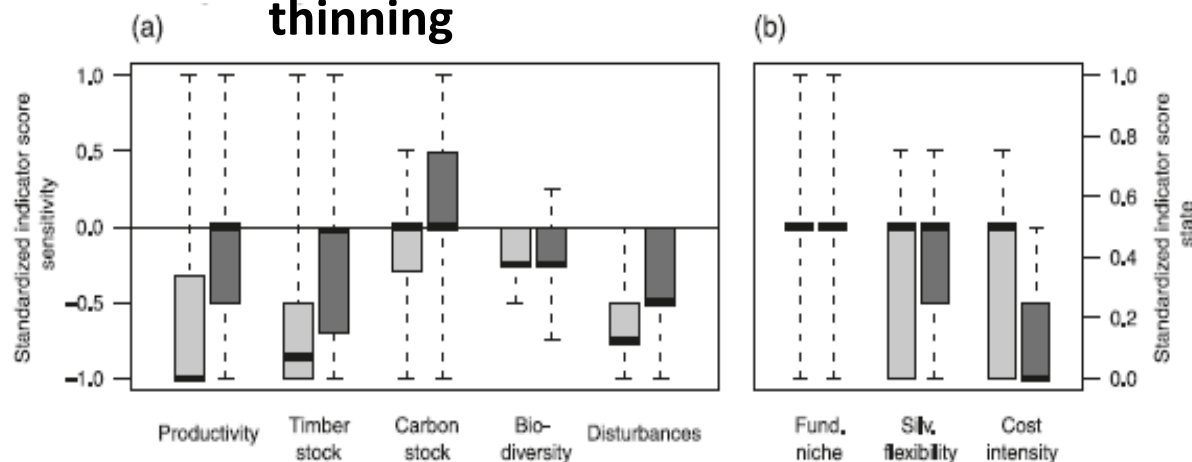 thinning
(a)
(b)
Standardized indicator score
sensitivity
1.0
0.5
0.0
−0.5
−1.0
1.0
0.8
0.6
0.4
0.2
0.0
Standardized indicator score
state
Productivity
Timber
stock
Carbon
stock
Bio-
diversity
Disturbances
Fund.
niche
Silv.
flexibility
Cost
intensity